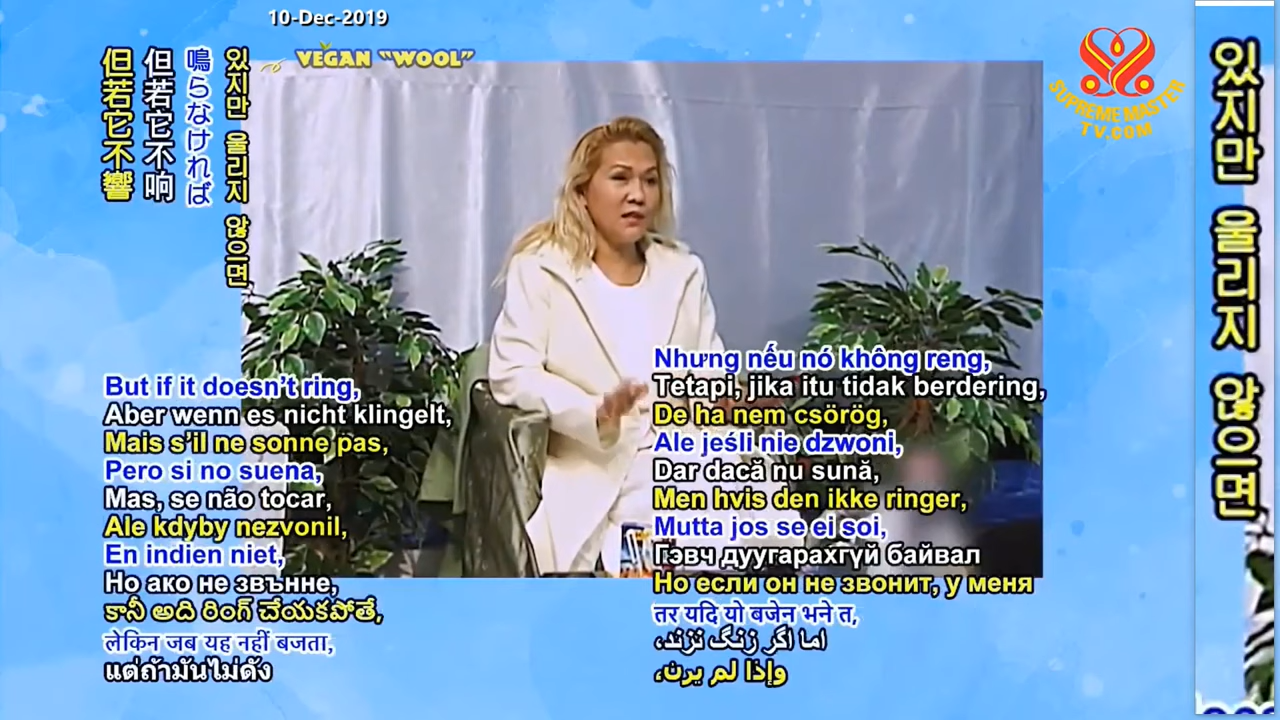 10-Dec-2019
VEGAN “WOOL”
SUPREME MASTER
TV.COM
있지만 울리지 않으면
鳴らなければ
但若它不响
但若它不響
But if it doesn’t ring,
Aber wenn es nicht klingelt,
Mais s’il ne sonne pas,
Pero si no suena,
Mas, se não tocar,
Ale kdyby nezvonil,
En indien niet,
Но ако не звънне,
కానీ అది రింగ్ చేయకపోతే,
लेकिन जब यह नहीं बजता,
แต่ถ้ามันไม่ดัง
Nhưng nếu nó không reng,
Tetapi, jika itu tidak berdering,
De ha nem csörög,
Ale jeśli nie dzwoni,
Dar dacă nu sună,
Men hvis den ikke ringer,
Mutta jos se ei soi,
Гэвч дуугарахгүй байвал
Но если он не звонит, у меня
तर यदि यो बजेन भने त,
اما اگر زنگ نزند،
وإذا لم يرن،
있지만 울리지 않으면